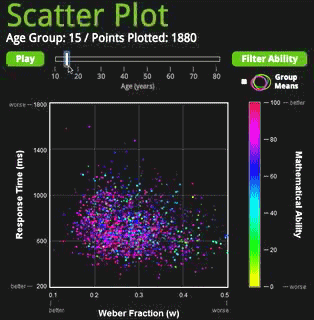 Scatter Plot
Age Group: 15 / Points Plotted: 1880
Play
Filter Ability
10 20 30 40 50 60 70 80
Age (years)
Group
Means
worse
1800
1400
1000
600
200
better
Response Time (ms)
0.1 0.2 0.3 0.4 0.5
better
worse
Weber Fraction (w)
100
80
60
40
20
0
better
worse
Mathematical Ability